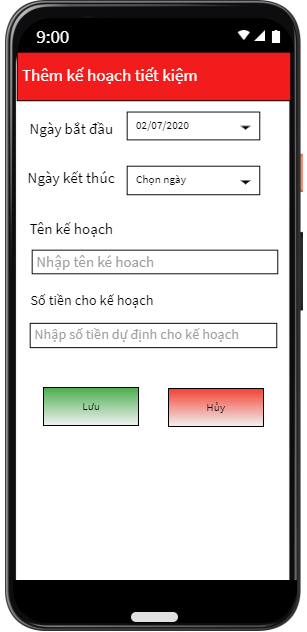 9:00
Thêm kế hoạch tiết kiệm
Ngày bắt đầu
02/07/2020
Ngày kết thúc
Chọn ngày
Tên kế hoạch
Nhập tên ké hoach
Số tiền cho kế hoạch
Nhập số tiền dự định cho kế hoạch
Lưu
Hủy